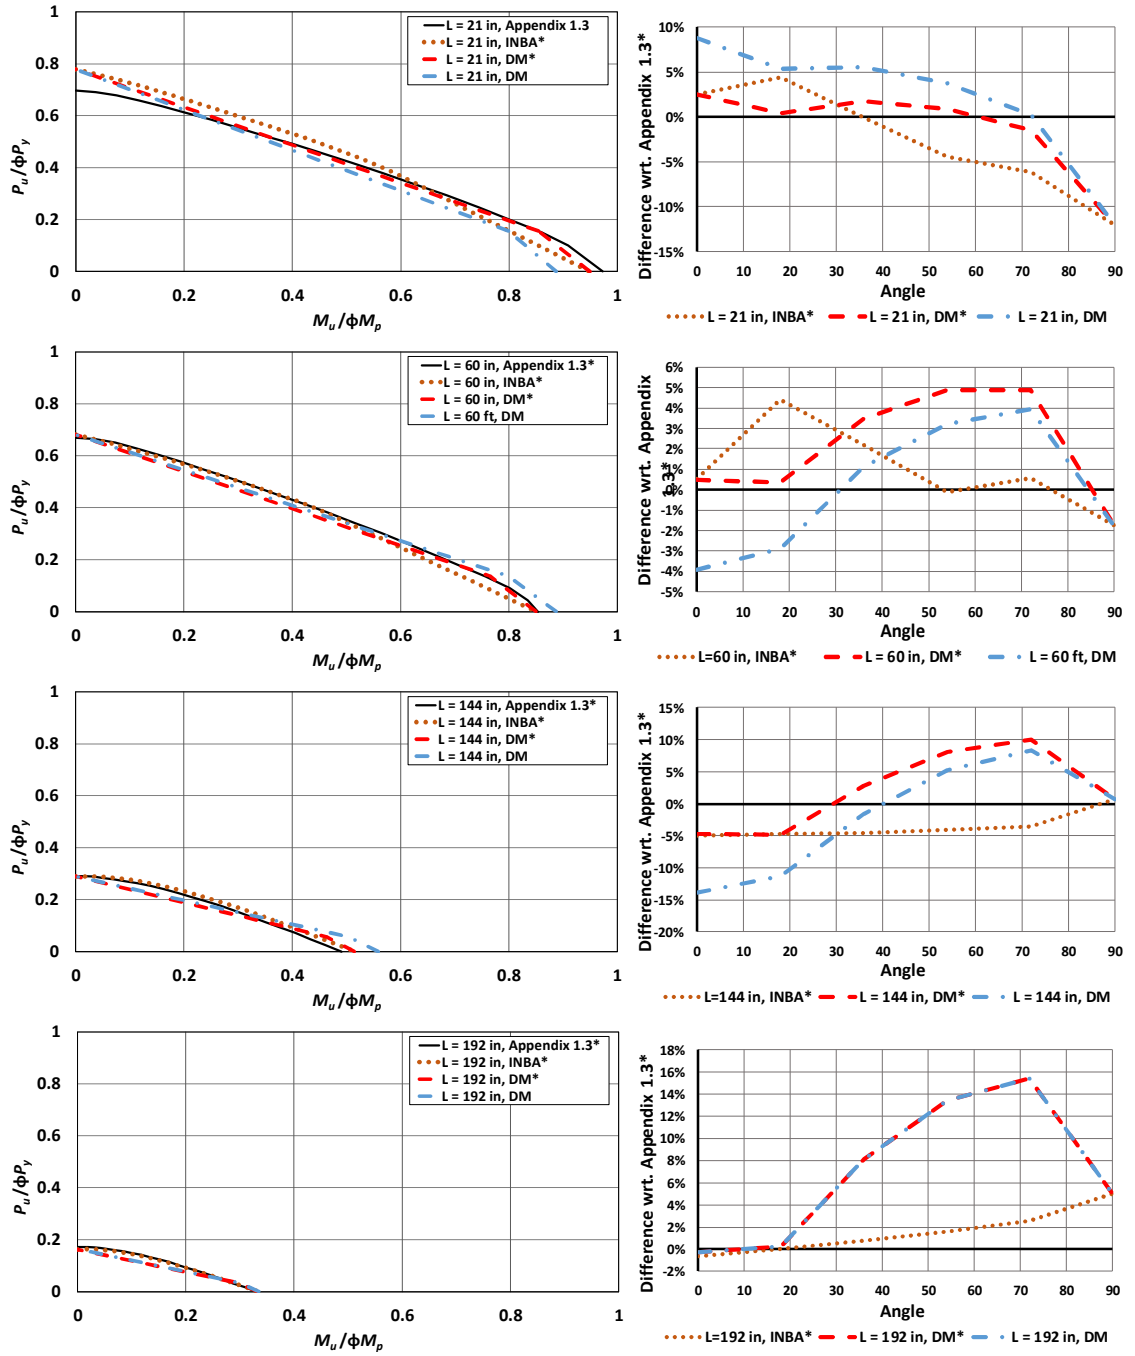 1
0.8
0.6
0.4
0.2
0
0
0.2
0.4
0.6
0.8
1
Pu/ϕPy
Mu/ϕMp
L = 21 in, Appendix 1.3
L = 21 in, INBA*
L = 21 in, DM*
L = 21 in, DM
10%
5%
0%
-5%
-10%
-15%
0
10
20
30
40
50
60
70
80
90
Difference wrt. Appendix 1.3*
Angle
L = 21 in, INBA*
L = 21 in, DM*
L = 21 in, DM
1
0.8
0.6
0.4
0.2
0
0
0.2
0.4
0.6
0.8
1
Pu/ϕPy
Mu/ϕMp
L = 60 in, Appendix 1.3*
L = 60 in, INBA*
L = 60 in, DM*
L = 60 ft, DM
6%
5%
4%
3%
2%
1%
0%
-1%
-2%
-3%
-4%
-5%
0
10
20
30
40
50
60
70
80
90
Difference wrt. Appendix
1.3*
Angle
L=60 in, INBA*
L = 60 in, DM*
L = 60 ft, DM
1
0.8
0.6
0.4
0.2
0
0
0.2
0.4
0.6
0.8
1
Pu/ϕPy
Mu/ϕMp
L = 144 in, Appendix 1.3*
L = 144 in, INBA*
L = 144 in, DM*
L = 144 in, DM
10%
5%
0%
-5%
-10%
-15%
-20%
0
10
20
30
40
50
60
70
80
90
Difference wrt. Appendix 1.3*
Angle
L=144 in, INBA*
L = 144 in, DM*
L = 144 in, DM
1
0.8
0.6
0.4
0.2
0
0
0.2
0.4
0.6
0.8
1
Pu/ϕPy
Mu/ϕMp
L = 192 in, Appendix 1.3*
L = 192 in, INBA*
L = 192 in, DM*
L = 192 in, DM
18%
16%
14%
12%
10%
8%
6%
4%
2%
0%
-2%
0
10
20
30
40
50
60
70
80
90
Difference wrt. Appendix 1.3*
Angle
L=192 in, INBA*
L = 192 in, DM*
L = 192 in, DM